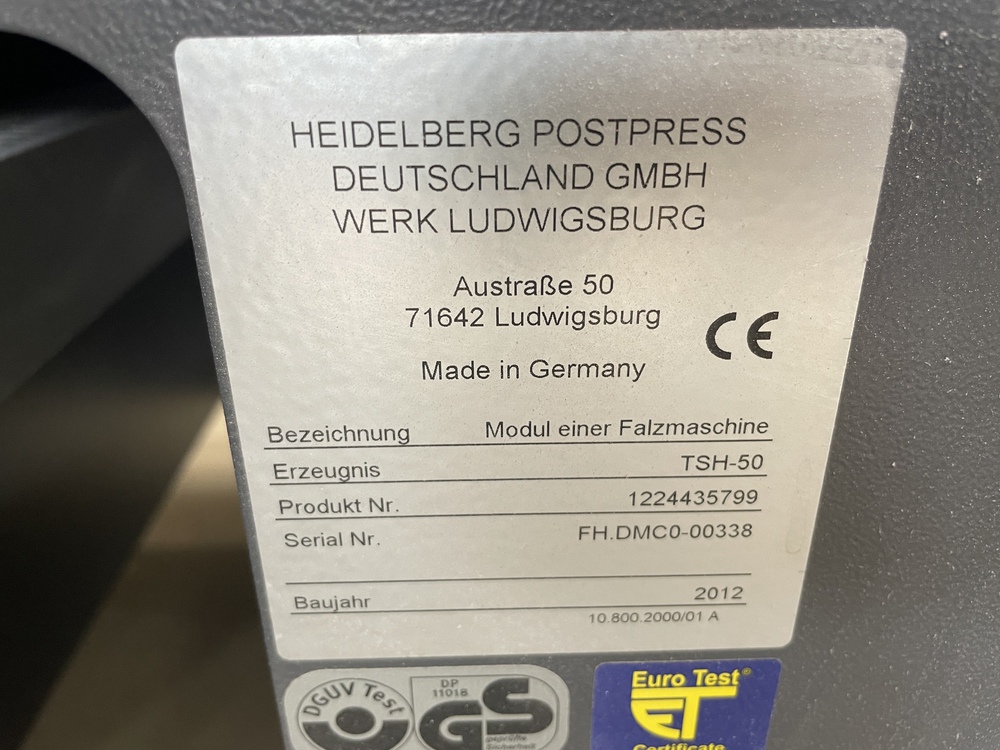 HEIDELBERG POSTPRESS
DEUTSCHLAND GMBH
WERK LUDWIGSBURG
Austraße 50
71642 Ludwigsburg
CE
Made in Germany
Bezeichnung Modul einer Falzmaschine
Erzeugnis TSH-50
Produkt Nr. 1224435799
Serial Nr. FH.DMC0-00338
Baujahr 2012
10.800.2000/01 A
DGUV Test
DP
11018
GS
geprüfte
Sicherheit
Euro Test®
ET
Certificate